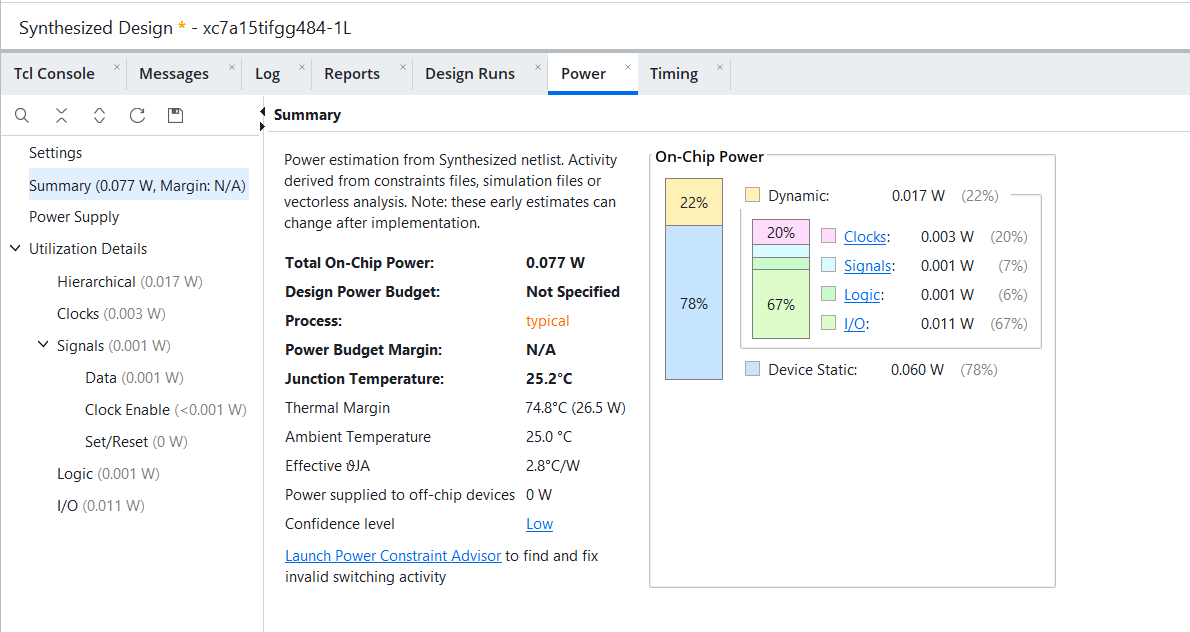 Synthesized Design * - xc7a15tifgg484-1L
Tcl Console × Messages × Log × Reports × Design Runs × Power × Timing ×
Summary
Settings
Summary (0.077 W, Margin: N/A)
Power Supply
Utilization Details
Hierarchical (0.017 W)
Clocks (0.003 W)
Signals (0.001 W)
Data (0.001 W)
Clock Enable (<0.001 W)
Set/Reset (0 W)
Logic (0.001 W)
I/O (0.011 W)
Power estimation from Synthesized netlist. Activity
derived from constraints files, simulation files or
vectorless analysis. Note: these early estimates can
change after implementation.
Total On-Chip Power: 0.077 W
Design Power Budget: Not Specified
Process: typical
Power Budget Margin: N/A
Junction Temperature: 25.2°C
Thermal Margin 74.8°C (26.5 W)
Ambient Temperature 25.0 °C
Effective ϑJA 2.8°C/W
Power supplied to off-chip devices 0 W
Confidence level Low
Launch Power Constraint Advisor to find and fix
invalid switching activity
On-Chip Power
22%
78%
Dynamic: 0.017 W (22%)
20%
67%
Clocks: 0.003 W (20%)
Signals: 0.001 W (7%)
Logic: 0.001 W (6%)
I/O: 0.011 W (67%)
Device Static: 0.060 W (78%)